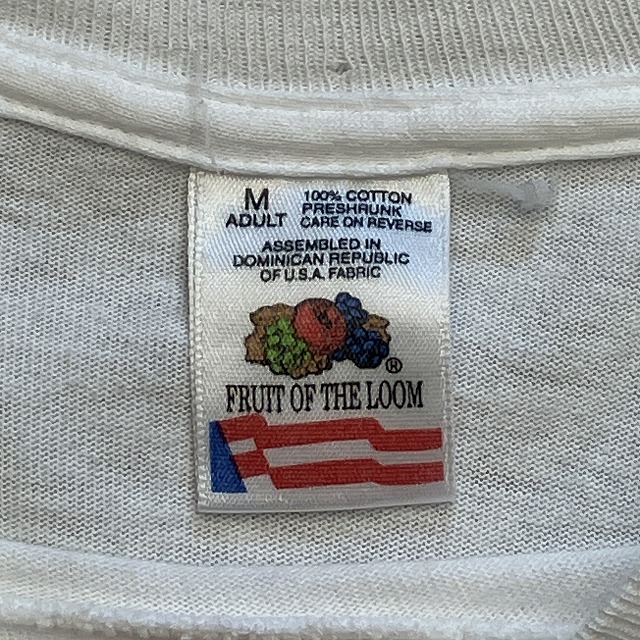 M
ADULT
100% COTTON
PRESHRUNK
CARE ON REVERSE
ASSEMBLED IN
DOMINICAN REPUBLIC
OF U.S.A. FABRIC
®
FRUIT OF THE LOOM